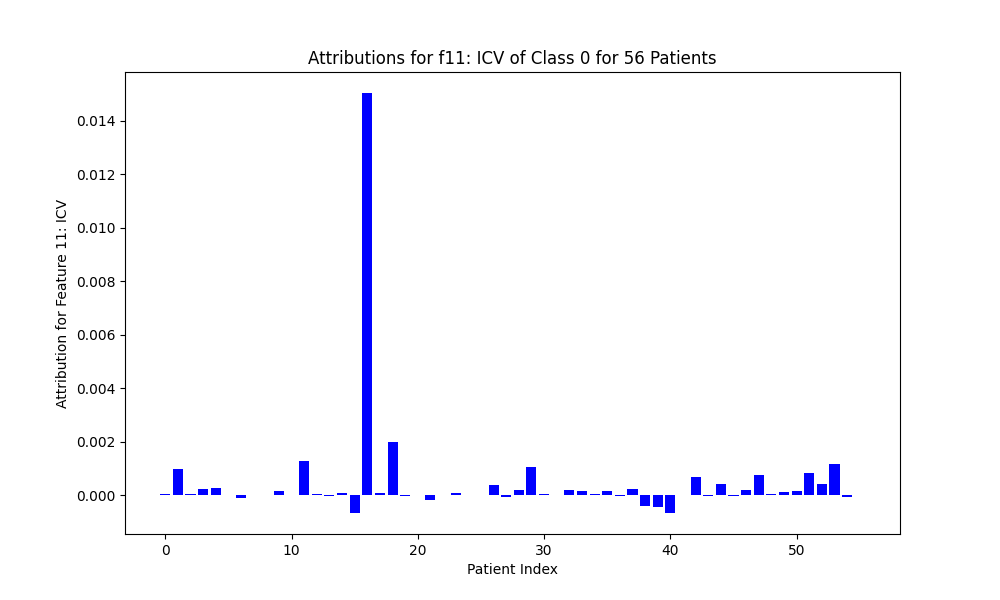 Attributions for f11: ICV of Class 0 for 56 Patients
Attribution for Feature 11: ICV
0.014
0.012
0.010
0.008
0.006
0.004
0.002
0.000
0 10 20 30 40 50
Patient Index